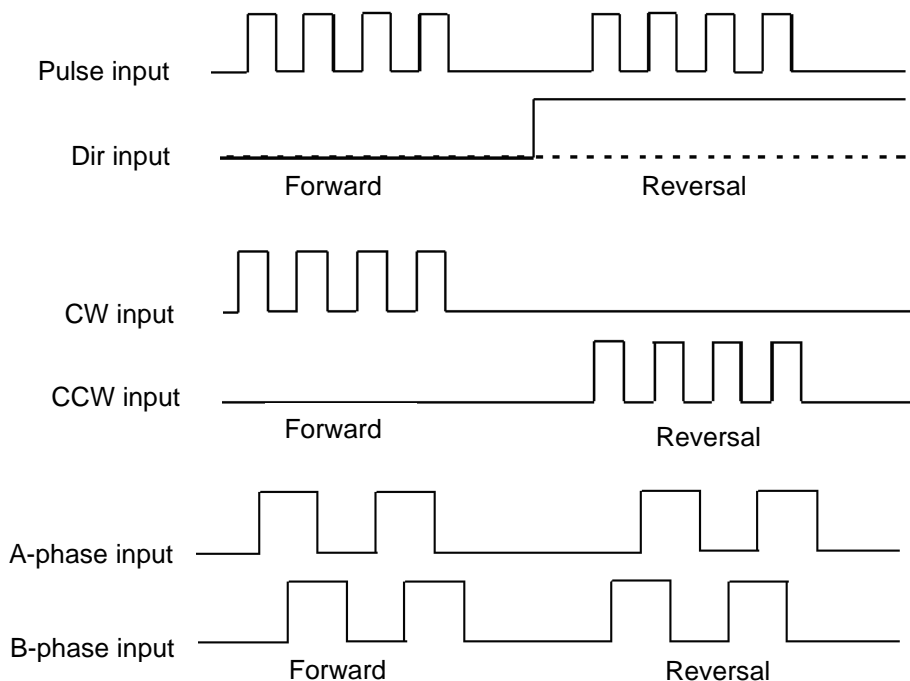 Pulse input
Dir input
Forward Reversal
CW input
CCW input
Forward Reversal
A-phase input
B-phase input
Forward Reversal